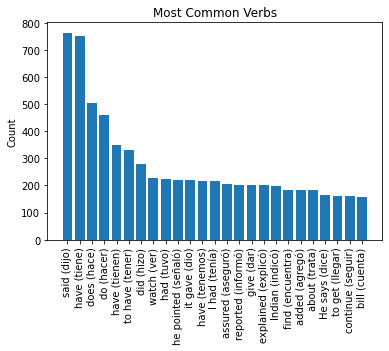 Most Common Verbs
Count
800
700
600
500
400
300
200
100
0
said (dijo)
have (tiene)
does (hace)
do (hacer)
have (tienen)
to have (tener)
did (hizo)
watch (ver)
had (tuvo)
he pointed (señaló)
it gave (dio)
have (tenemos)
I had (tenía)
assured (aseguró)
reported (informó)
give (dar)
explained (explicó)
Indian (indicó)
find (encuentra)
added (agregó)
about (trata)
He says (dice)
to get (llegar)
continue (seguir)
bill (cuenta)